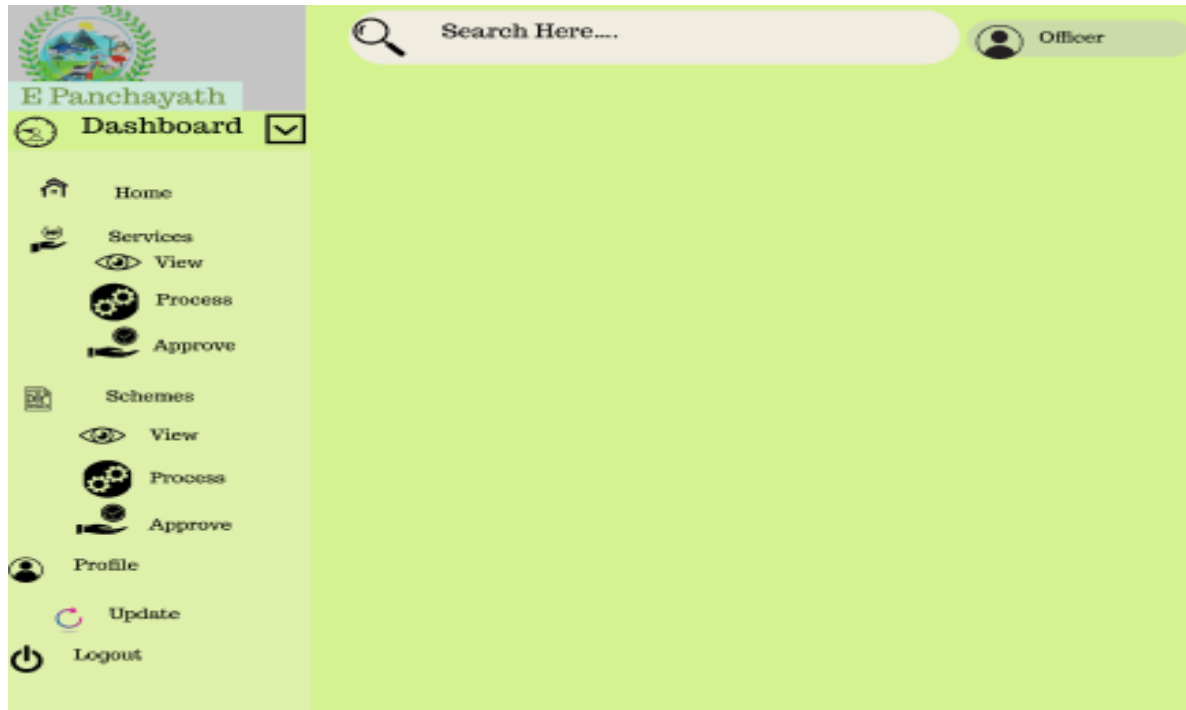 Search Here....
Officer
E Panchayath
Dashboard
Home
Services
View
Process
Approve
Schemes
View
Process
Approve
Profile
Update
Logout